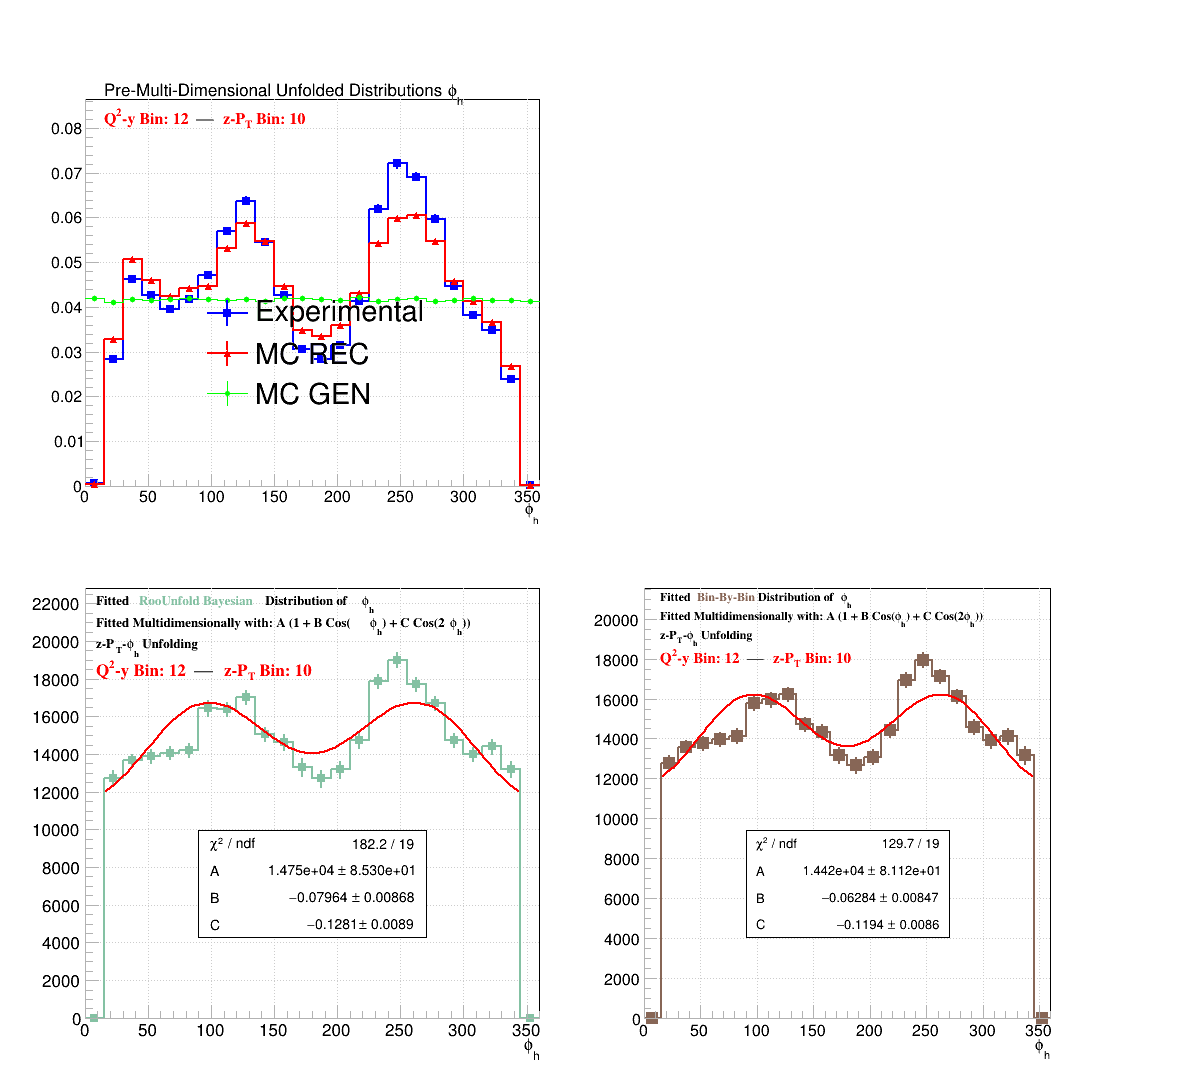 Pre-Multi-Dimensional Unfolded Distributions ϕh
Q2-y Bin: 12 — z-PT Bin: 10
0.08
0.07
0.06
0.05
0.04
0.03
0.02
0.01
0
Experimental
MC REC
MC GEN
0 50 100 150 200 250 300 350
ϕh
Fitted RooUnfold Bayesian Distribution of ϕh
Fitted Multidimensionally with: A (1 + B Cos( ϕh) + C Cos(2 ϕh))
z-PT-ϕh Unfolding
Q2-y Bin: 12 — z-PT Bin: 10
22000
20000
18000
16000
14000
12000
10000
8000
6000
4000
2000
0
χ2 / ndf 182.2 / 19
A 1.475e+04 ± 8.530e+01
B −0.07964 ± 0.00868
C −0.1281 ± 0.0089
0 50 100 150 200 250 300 350
ϕh
Fitted Bin-By-Bin Distribution of ϕh
Fitted Multidimensionally with: A (1 + B Cos(ϕh) + C Cos(2ϕh))
z-PT-ϕh Unfolding
Q2-y Bin: 12 — z-PT Bin: 10
20000
18000
16000
14000
12000
10000
8000
6000
4000
2000
0
χ2 / ndf 129.7 / 19
A 1.442e+04 ± 8.112e+01
B −0.06284 ± 0.00847
C −0.1194 ± 0.0086
0 50 100 150 200 250 300 350
ϕh